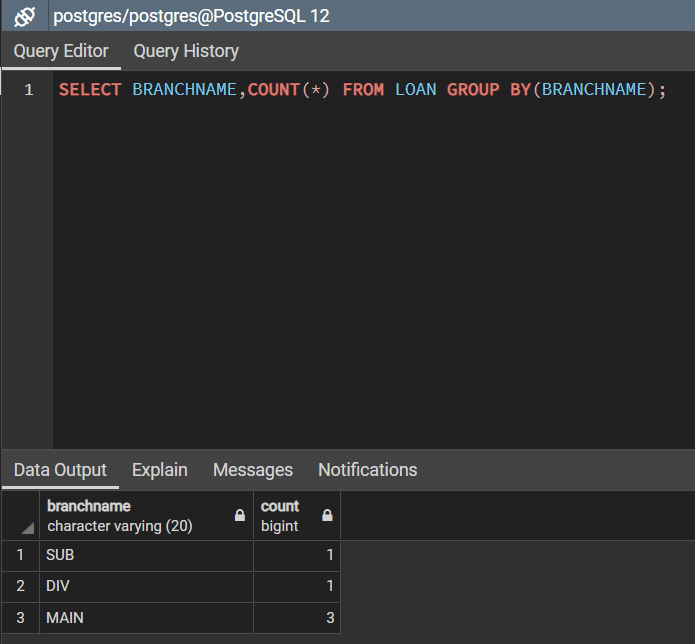 postgres/postgres@PostgreSQL 12
Query Editor Query History
1 SELECT BRANCHNAME,COUNT(*) FROM LOAN GROUP BY(BRANCHNAME);
Data Output Explain Messages Notifications
branchname count
character varying (20) bigint
1 SUB 1
2 DIV 1
3 MAIN 3